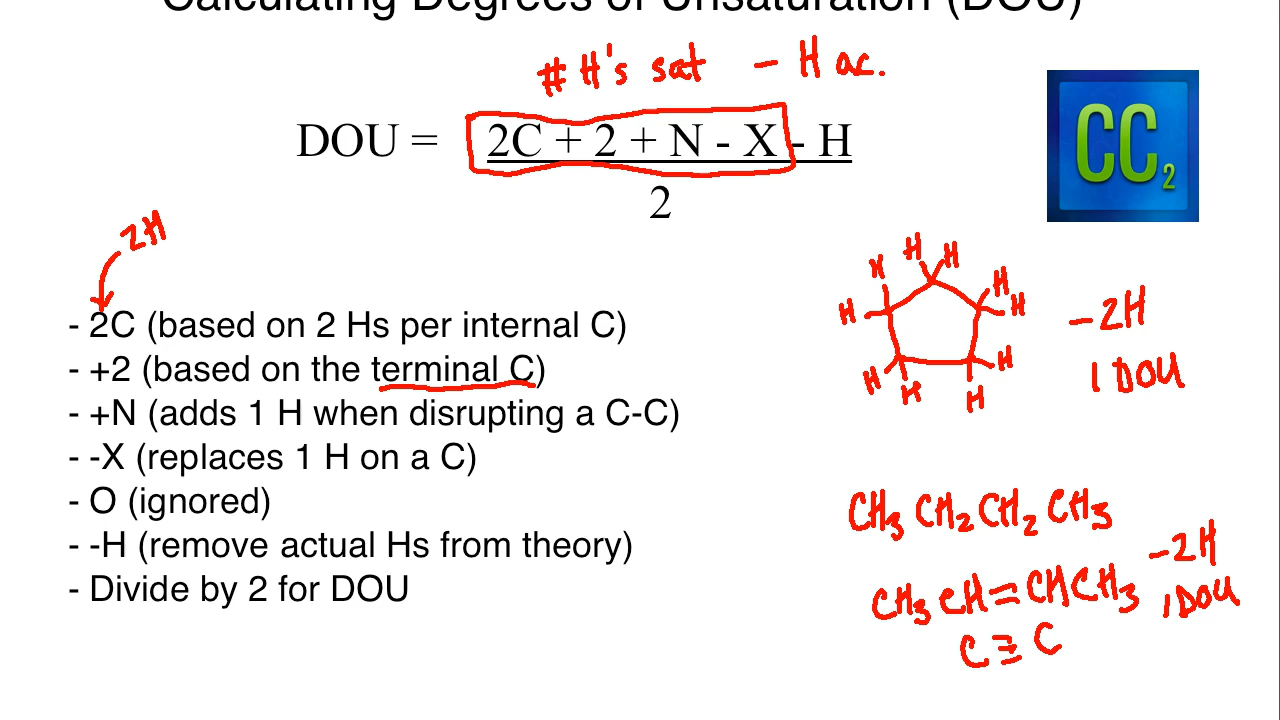 Calculating Degrees of Unsaturation (DOU)
# H's sat - H ac.
DOU = 2C + 2 + N - X - H
2
CC2
2H
- 2C (based on 2 Hs per internal C)
- +2 (based on the terminal C)
- +N (adds 1 H when disrupting a C-C)
- -X (replaces 1 H on a C)
- O (ignored)
- -H (remove actual Hs from theory)
- Divide by 2 for DOU
H H
H H
H H
H H
H H
-2H
1 DOU
CH3 CH2 CH2 CH3
-2H
CH3 CH=CHCH3
1 DOU
C≡C